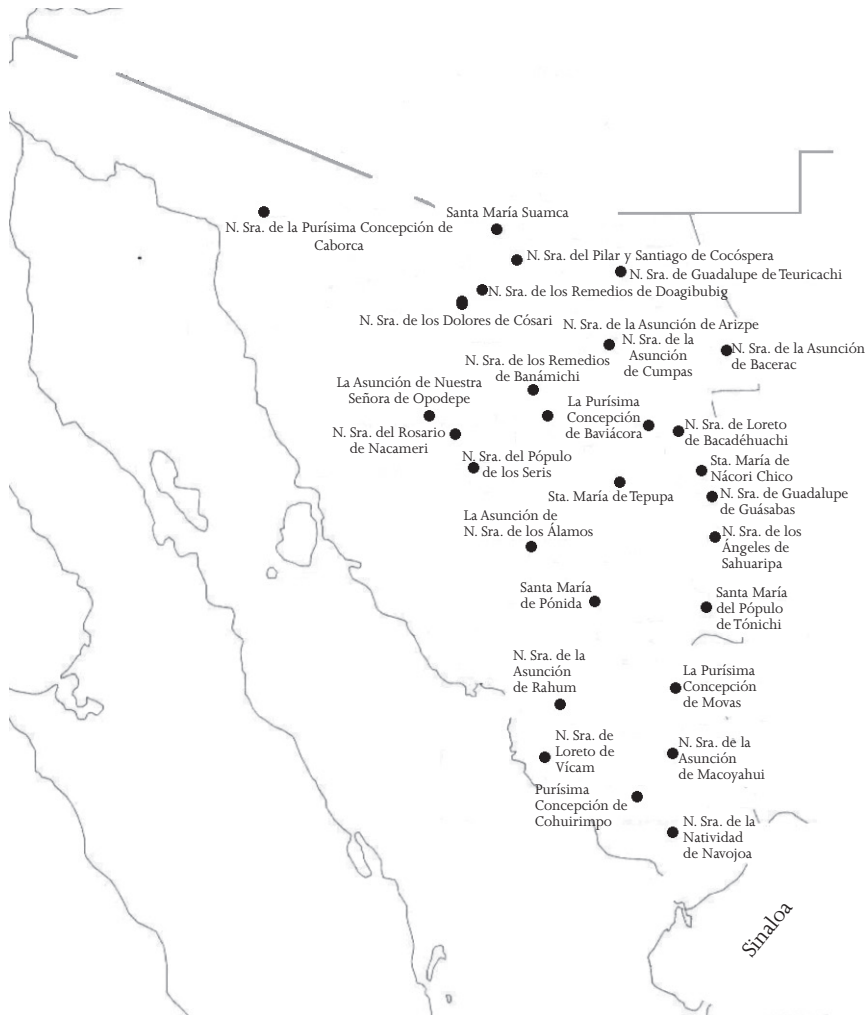 Santa María Suamca
N. Sra. de la Purísima Concepción de
Caborca
N. Sra. del Pilar y Santiago de Cocóspera
N. Sra. de Guadalupe de Teuricachi
N. Sra. de los Remedios de Doagibubig
N. Sra. de los Dolores de Cósari
N. Sra. de la Asunción de Arizpe
N. Sra. de la
Asunción
de Cumpas
N. Sra. de la Asunción
de Bacerac
N. Sra. de los Remedios
de Banámichi
La Asunción de Nuestra
Señora de Opodepe
La Purísima
Concepción
de Baviácora
N. Sra. de Loreto
de Bacadéhuachi
N. Sra. del Rosario
de Nacameri
N. Sra. del Pópulo
de los Seris
Sta. María de
Nácori Chico
Sta. María de Tepupa
N. Sra. de Guadalupe
de Guásabas
La Asunción de
N. Sra. de los Álamos
N. Sra. de los
Ángeles de
Sahuaripa
Santa María
de Pónida
Santa María
del Pópulo
de Tónichi
N. Sra. de la
Asunción
de Rahum
La Purísima
Concepción
de Movas
N. Sra. de
Loreto de
Vícam
N. Sra. de la
Asunción
de Macoyahui
Purísima
Concepción de
Cohuirimpo
N. Sra. de la
Natividad
de Navojoa
Sinaloa